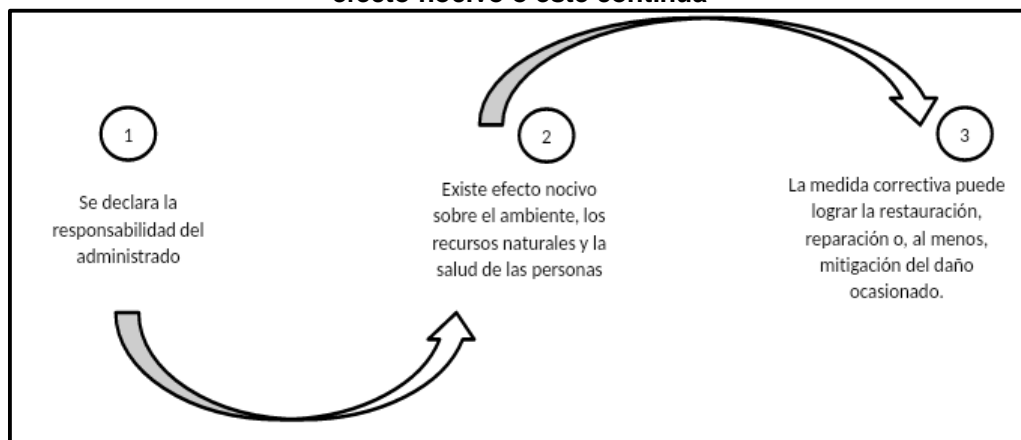 efecto nocivo o este continúa
1
Se declara la
responsabilidad del
administrado
2
Existe efecto nocivo
sobre el ambiente, los
recursos naturales y la
salud de las personas
3
La medida correctiva puede
lograr la restauración,
reparación o, al menos,
mitigación del daño
ocasionado.